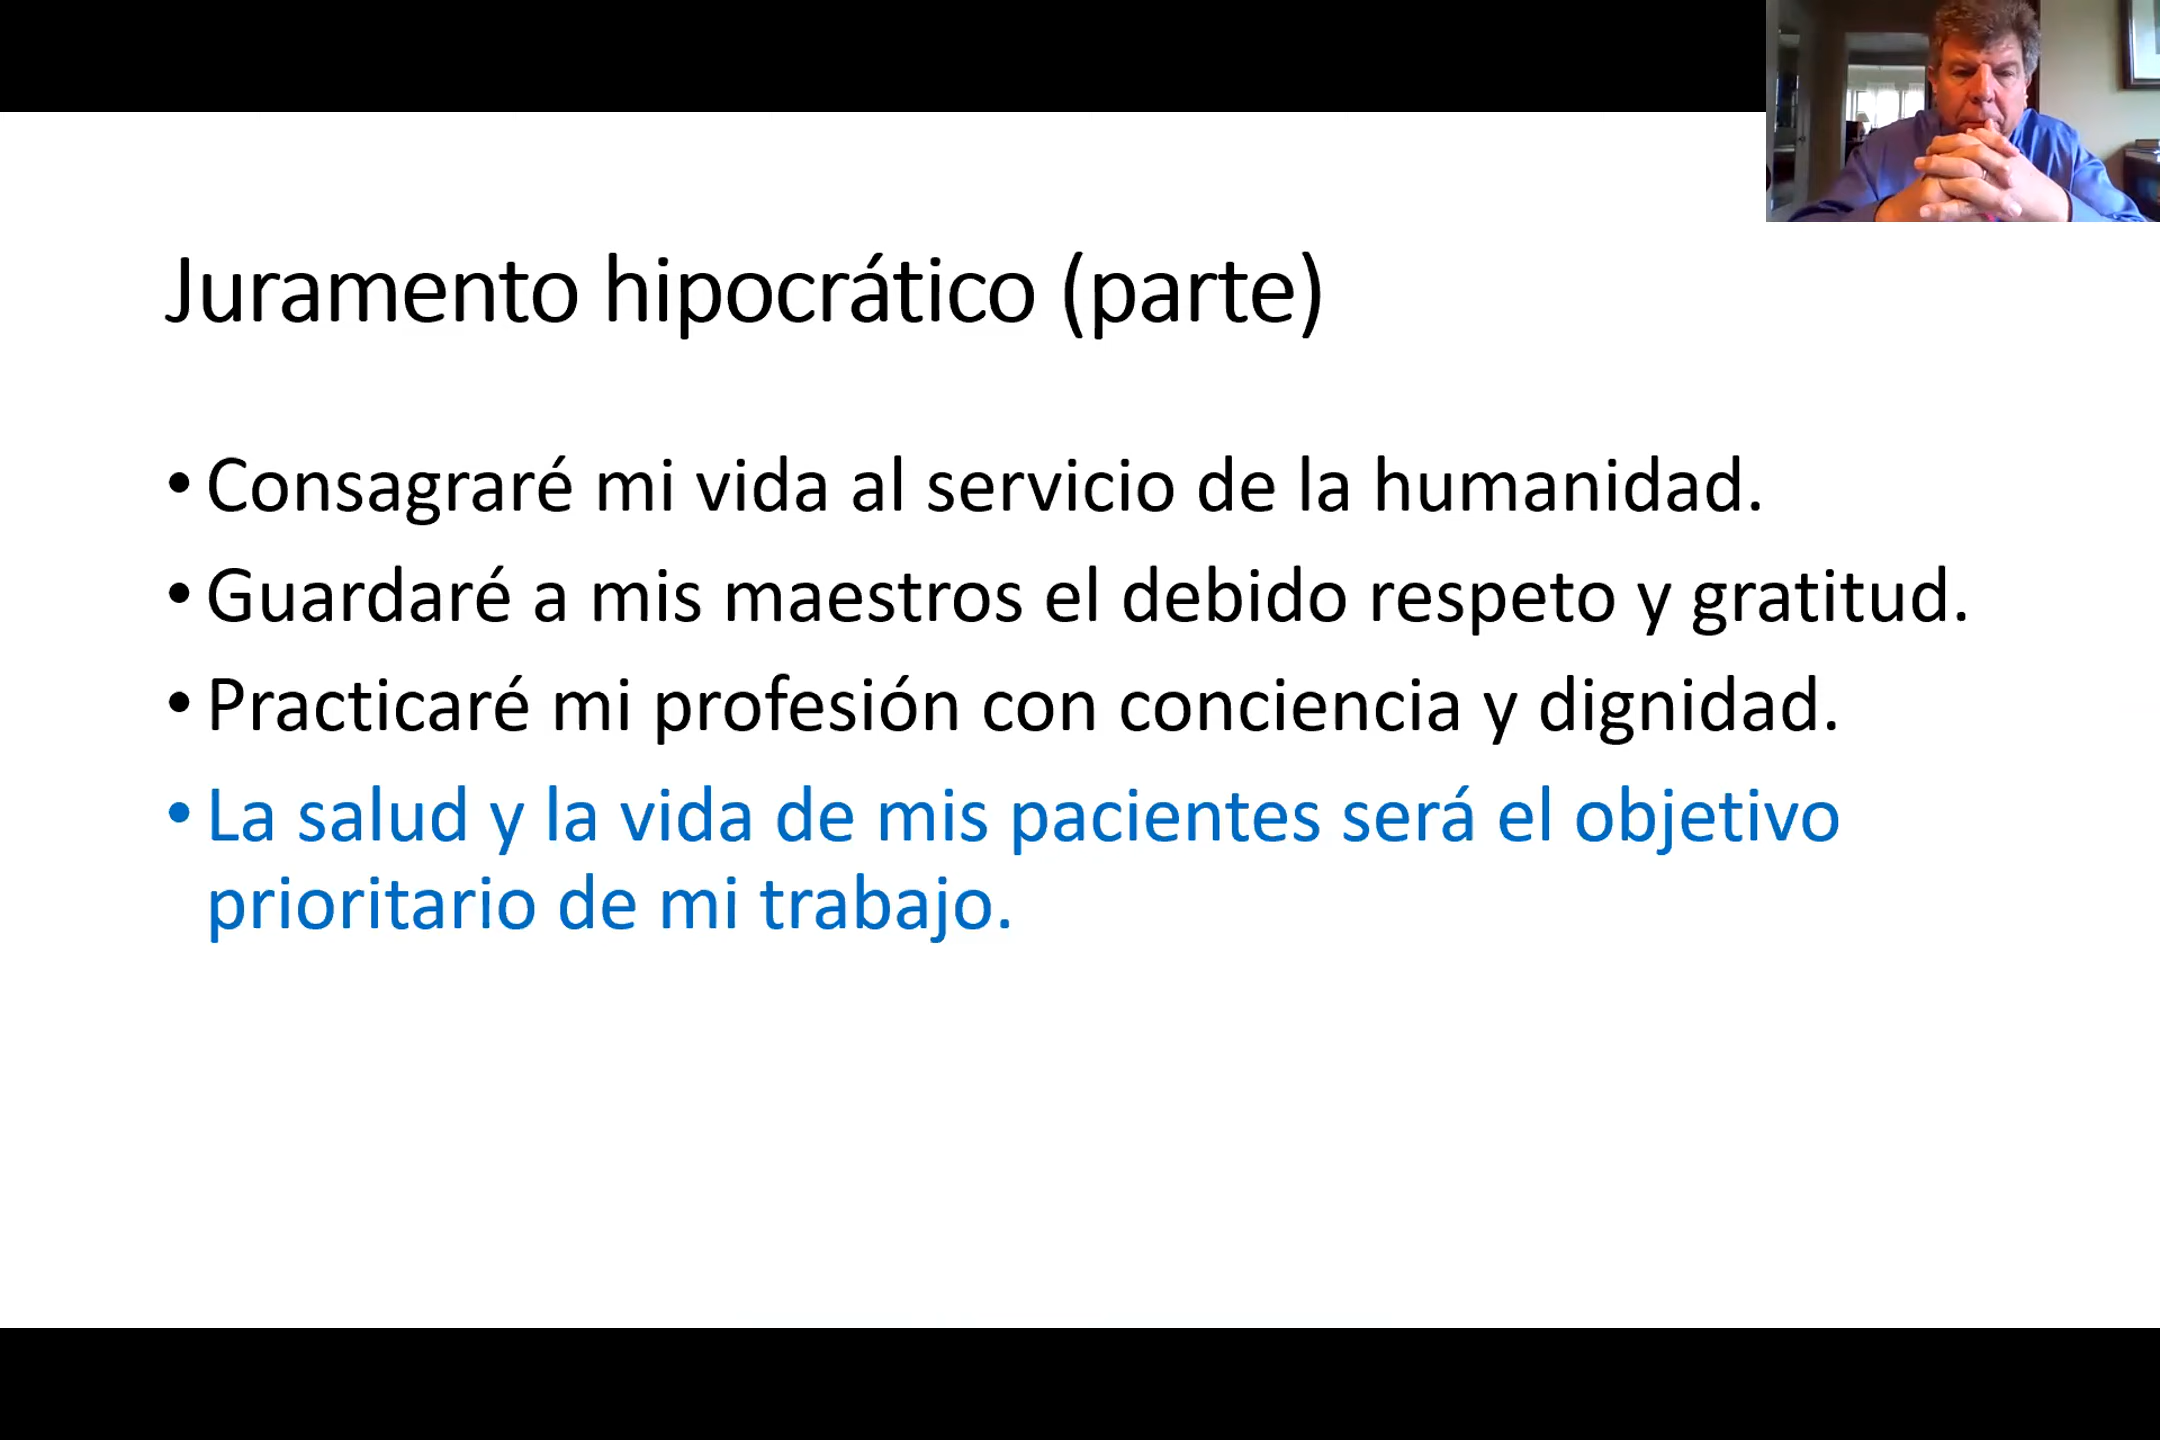 Juramento hipocrático (parte)
• Consagraré mi vida al servicio de la humanidad.
• Guardaré a mis maestros el debido respeto y gratitud.
• Practicaré mi profesión con conciencia y dignidad.
• La salud y la vida de mis pacientes será el objetivo
prioritario de mi trabajo.